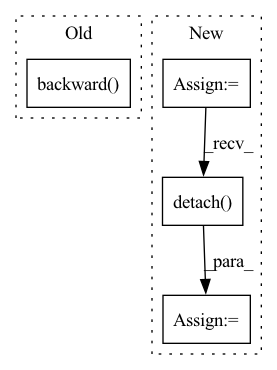 Old
New
backward()
Assign:=
_recv_
detach()
_para_
Assign:=